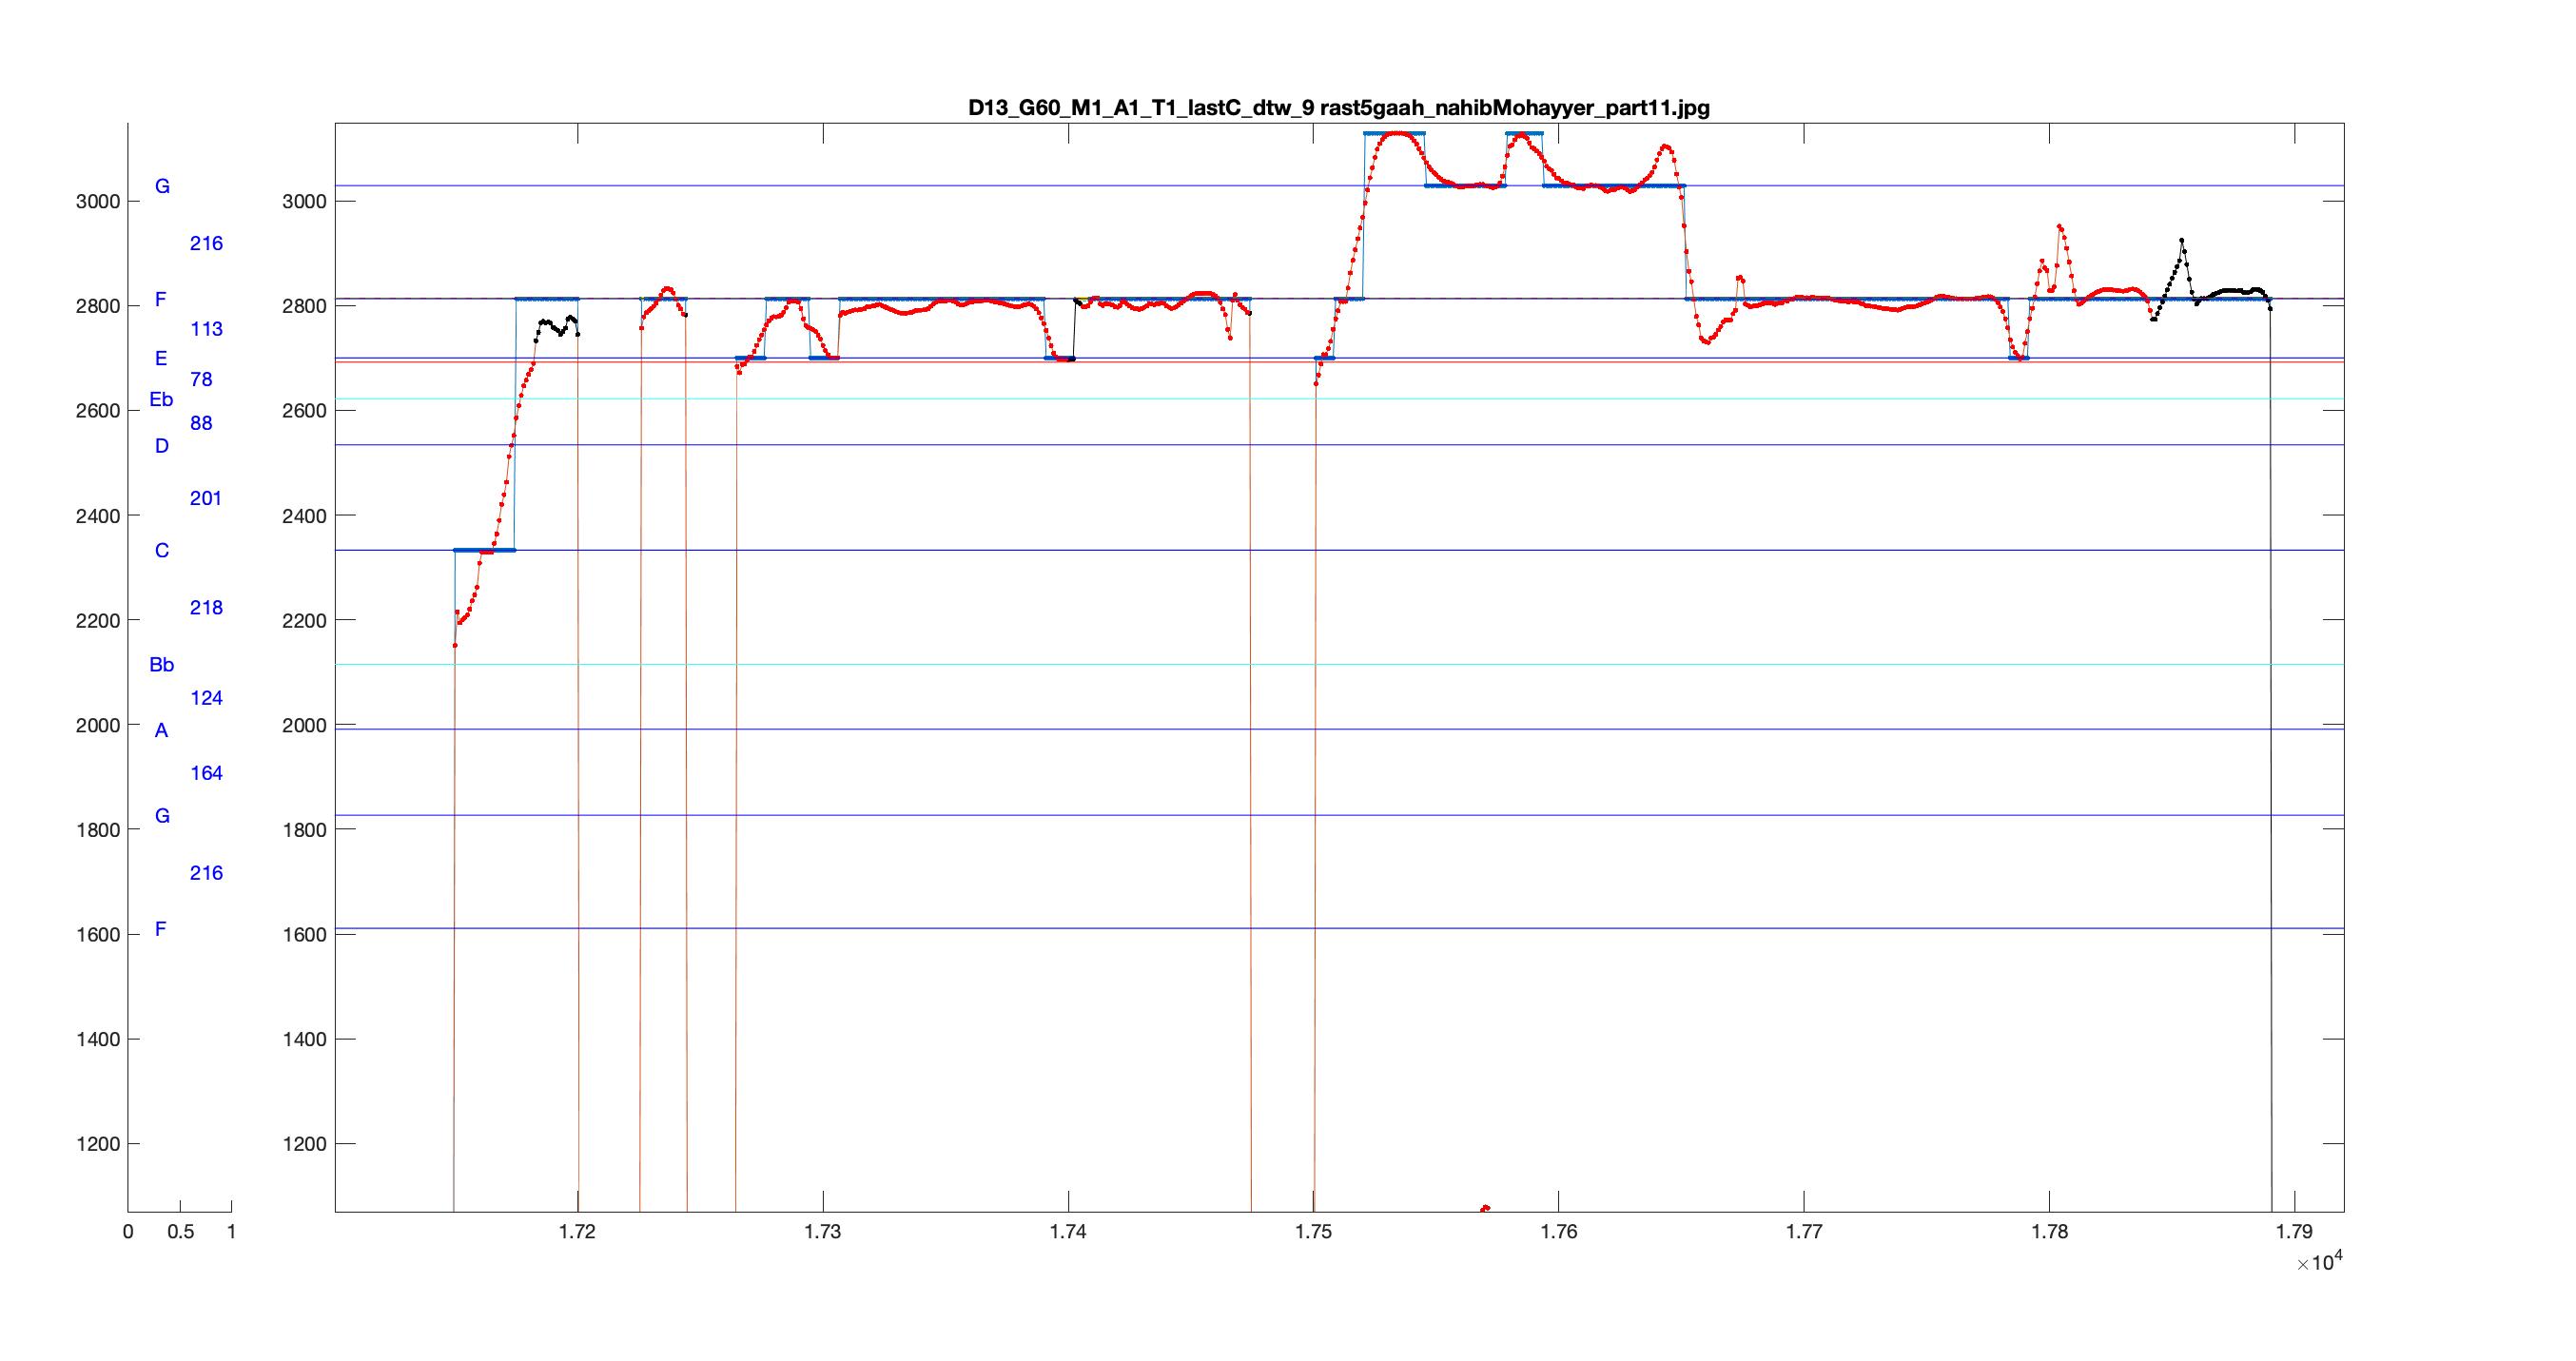 D13_G60_M1_A1_T1_lastC_dtw_9 rast5gaah_nahibMohayyer_part11.jpg
G
3000 3000
216
F
2800 2800
113
E
78
Eb
2600 2600
88
D
201
2400 2400
C
218
2200 2200
Bb
124
2000 2000
A
164
G
1800 1800
216
F
1600 1600
1400 1400
1200 1200
0 0.5 1 1.72 1.73 1.74 1.75 1.76 1.77 1.78 1.79
×10^4